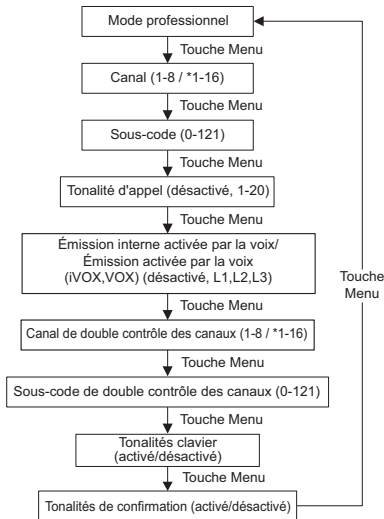 Mode professionnel
Touche Menu
Canal (1-8 / *1-16)
Touche Menu
Sous-code (0-121)
Touche Menu
Tonalité d'appel (désactivé, 1-20)
Touche Menu
Émission interne activée par la voix/
Émission activée par la voix
(iVOX,VOX) (désactivé, L1,L2,L3)
Touche
Menu
Touche Menu
Canal de double contrôle des canaux (1-8 / *1-16)
Touche Menu
Sous-code de double contrôle des canaux (0-121)
Touche Menu
Tonalités clavier
(activé/désactivé)
Touche Menu
Tonalités de confirmation (activé/désactivé)